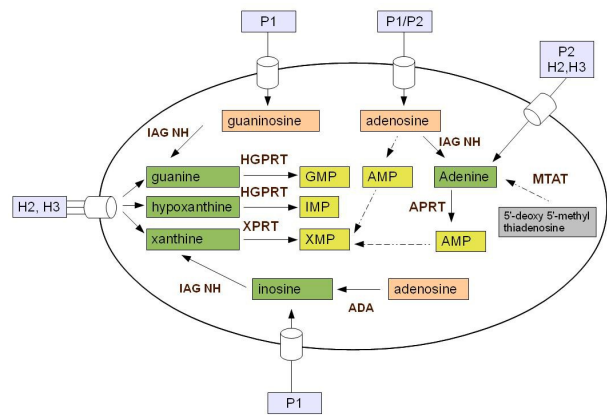 P1
P1/P2
P2
H2,H3
guaninosine
adenosine
IAG NH
IAG NH
HGPRT
guanine
GMP
AMP
Adenine
MTAT
HGPRT
H2, H3
hypoxanthine
IMP
APRT
5'-deoxy 5'-methyl
thiadenosine
XPRT
xanthine
XMP
AMP
IAG NH
inosine
adenosine
ADA
P1